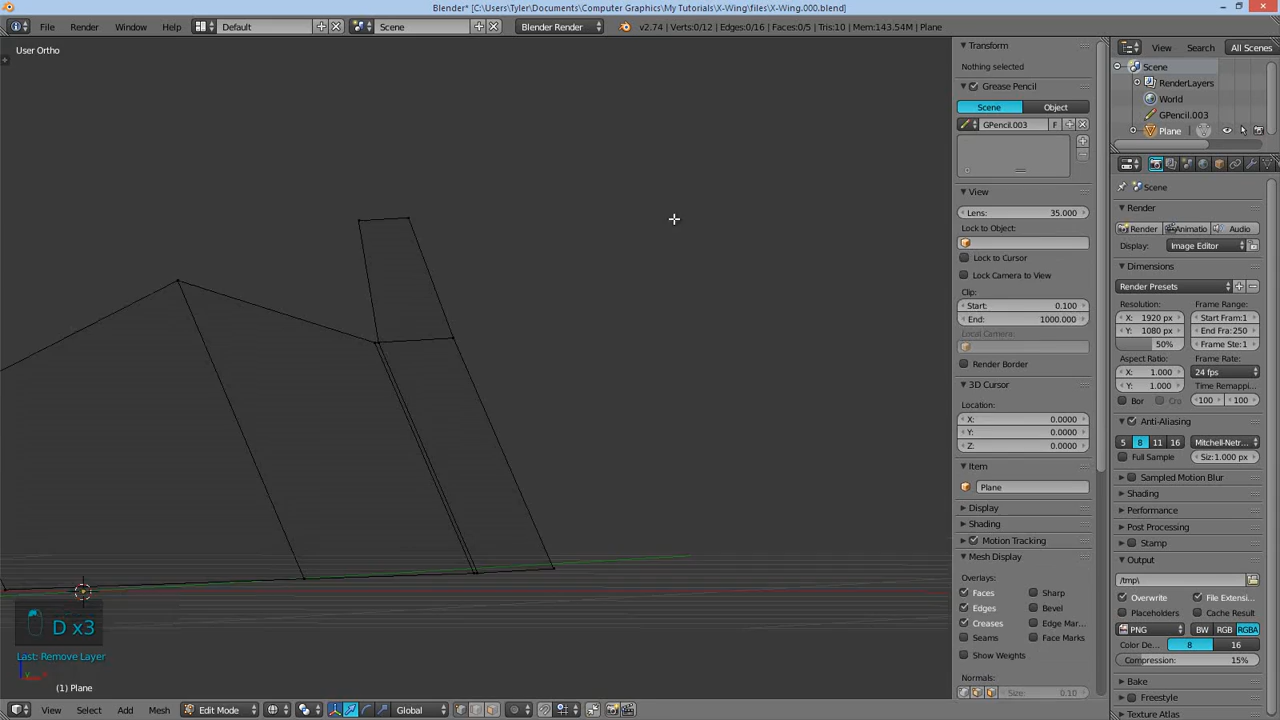 Blender* [C:\Users\Tyler\Documents\Computer Graphics\My Tutorials\X-Wing\files\X-Wing.000.blend]
File Render Window Help Default Scene Blender Render v2.74 | Verts:0/12 | Edges:0/16 | Faces:0/5 | Tris:10 | Mem:143.54M | Plane
User Ortho
D x3
Last: Remove Layer
(1) Plane
View Select Add Mesh Edit Mode Global
Transform
Nothing selected
Grease Pencil
Scene Object
GPencil.003 F
View
Lens: 35.000
Lock to Object:
Lock to Cursor
Lock Camera to View
Clip:
Start: 0.100
End: 1000.000
Local Camera:
Render Border
3D Cursor
Location:
X: 0.0000
Y: 0.0000
Z: 0.0000
Item
Plane
Display
Shading
Motion Tracking
Mesh Display
Overlays:
Faces Sharp
Edges Bevel
Creases Edge Mar...
Seams Face Marks
Show Weights
Normals:
Size: 0.10
View Search All Scenes
Scene
RenderLayers
World
GPencil.003
Plane
Scene
Render
Render Animatio Audio
Display: Image Editor
Dimensions
Render Presets
Resolution: Frame Range:
X: 1920 px Start Fram:1
Y: 1080 px End Fra:250
50% Frame Ste:1
Aspect Ratio: Frame Rate:
X: 1.000 24 fps
Y: 1.000 Time Remappi...
Bor Cro 100 100
Anti-Aliasing
5 8 11 16 Mitchell-Netr...
Full Sample Siz:1.000 px
Sampled Motion Blur
Shading
Performance
Post Processing
Stamp
Output
/tmp\
Overwrite File Extensi...
Placeholders Cache Result
PNG BW RGB RGBA
Color De... 8 16
Compression: 15%
Bake
Freestyle
Texture Atlas